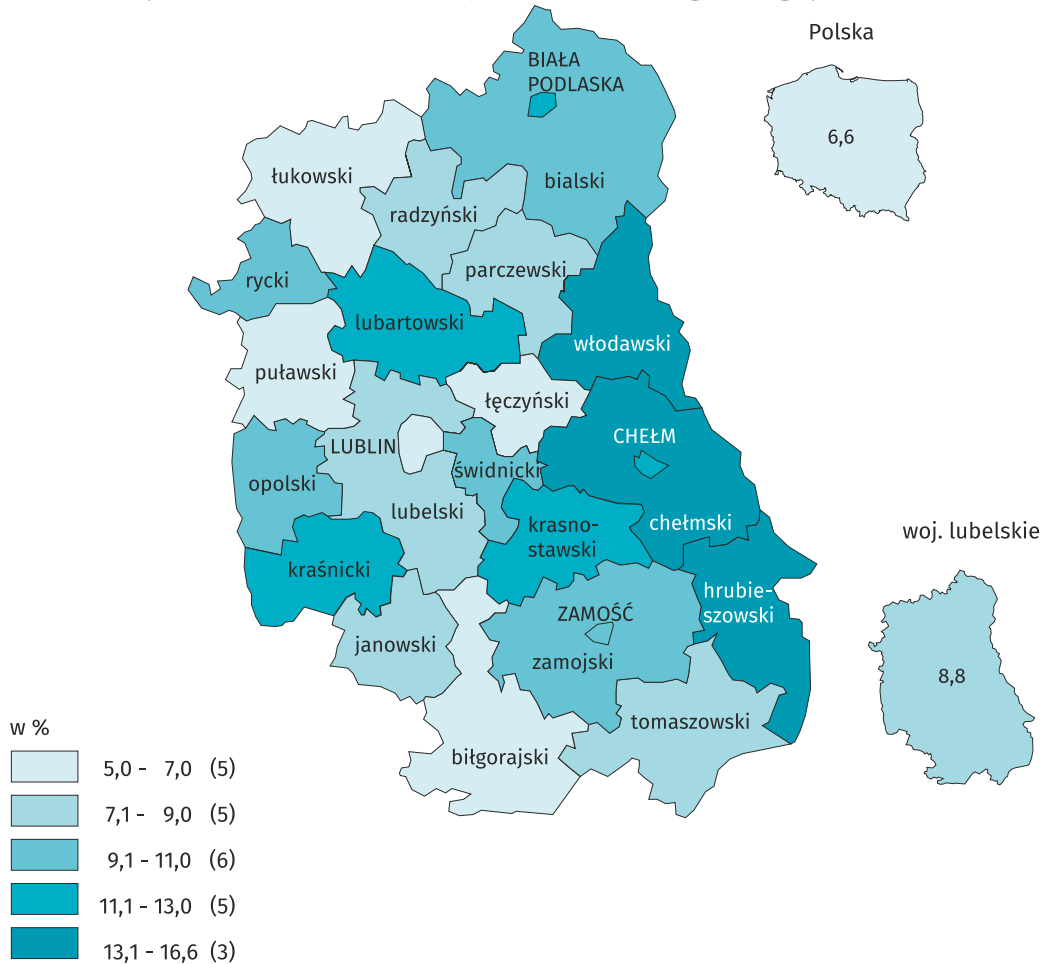 Polska
6,6
BIAŁA
PODLASKA
łukowski
bialski
radzyński
parczewski
rycki
lubartowski
włodawski
puławski
łęczyński
CHEŁM
LUBLIN
świdnicki
opolski
lubelski
krasno-
stawski
chełmski
woj. lubelskie
8,8
kraśnicki
hrubie-
szowski
ZAMOŚĆ
janowski
zamojski
tomaszowski
biłgorajski
w %
5,0 - 7,0 (5)
7,1 - 9,0 (5)
9,1 - 11,0 (6)
11,1 - 13,0 (5)
13,1 - 16,6 (3)